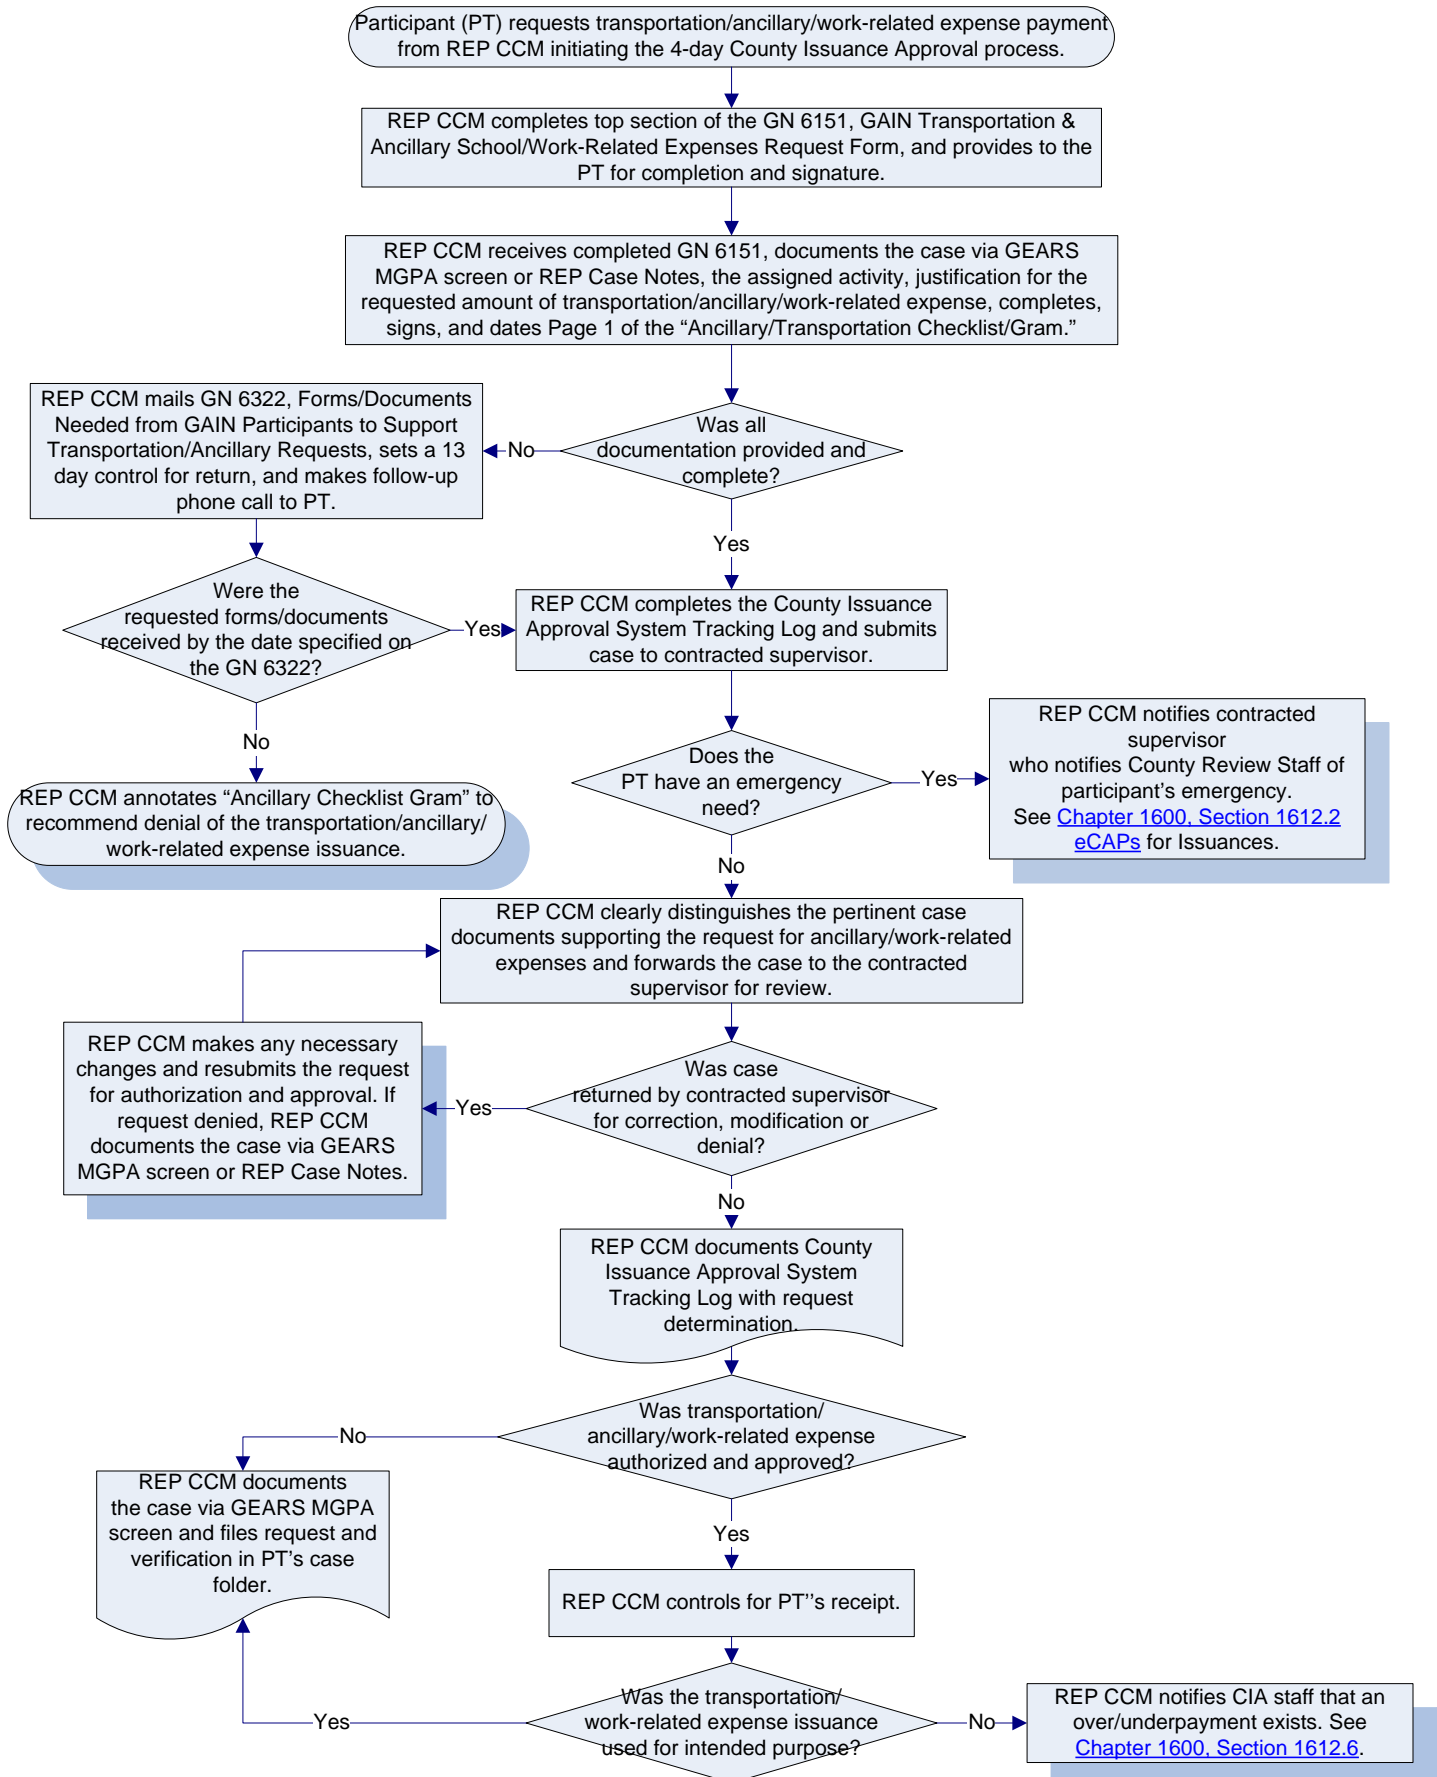 Participant (PT) requests transportation/ancillary/work-related expense payment
from REP CCM initiating the 4-day County Issuance Approval process.
REP CCM completes top section of the GN 6151, GAIN Transportation &
Ancillary School/Work-Related Expenses Request Form, and provides to the
PT for completion and signature.
REP CCM receives completed GN 6151, documents the case via GEARS
MGPA screen or REP Case Notes, the assigned activity, justification for the
requested amount of transportation/ancillary/work-related expense, completes,
signs, and dates Page 1 of the “Ancillary/Transportation Checklist/Gram.”
Was all
documentation provided and
complete?
No
REP CCM mails GN 6322, Forms/Documents
Needed from GAIN Participants to Support
Transportation/Ancillary Requests, sets a 13
day control for return, and makes follow-up
phone call to PT.
Yes
Were the
requested forms/documents
received by the date specified on
the GN 6322?
Yes
REP CCM completes the County Issuance
Approval System Tracking Log and submits
case to contracted supervisor.
No
REP CCM annotates “Ancillary Checklist Gram” to
recommend denial of the transportation/ancillary/
work-related expense issuance.
Does the
PT have an emergency
need?
Yes
REP CCM notifies contracted
supervisor
who notifies County Review Staff of
participant’s emergency.
See Chapter 1600, Section 1612.2
eCAPs for Issuances.
No
REP CCM clearly distinguishes the pertinent case
documents supporting the request for ancillary/work-related
expenses and forwards the case to the contracted
supervisor for review.
Was case
returned by contracted supervisor
for correction, modification or
denial?
Yes
REP CCM makes any necessary
changes and resubmits the request
for authorization and approval. If
request denied, REP CCM
documents the case via GEARS
MGPA screen or REP Case Notes.
No
REP CCM documents County
Issuance Approval System
Tracking Log with request
determination.
Was transportation/
ancillary/work-related expense
authorized and approved?
No
REP CCM documents
the case via GEARS MGPA
screen and files request and
verification in PT’s case
folder.
Yes
REP CCM controls for PT’'s receipt.
Was the transportation/
work-related expense issuance
used for intended purpose?
Yes
No
REP CCM notifies CIA staff that an
over/underpayment exists. See
Chapter 1600, Section 1612.6.